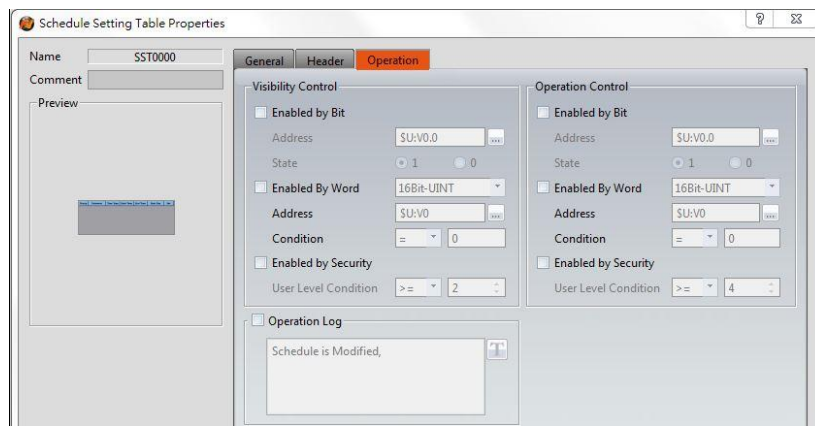 Schedule Setting Table Properties
Name SST0000
Comment
Preview
General Header Operation
Visibility Control
Enabled by Bit
Address $U:V0.0 ...
State 1 0
Enabled By Word 16Bit-UINT
Address $U:V0 ...
Condition = 0
Enabled by Security
User Level Condition >= 2
Operation Control
Enabled by Bit
Address $U:V0.0 ...
State 1 0
Enabled By Word 16Bit-UINT
Address $U:V0 ...
Condition = 0
Enabled by Security
User Level Condition >= 4
Operation Log
Schedule is Modified,
T